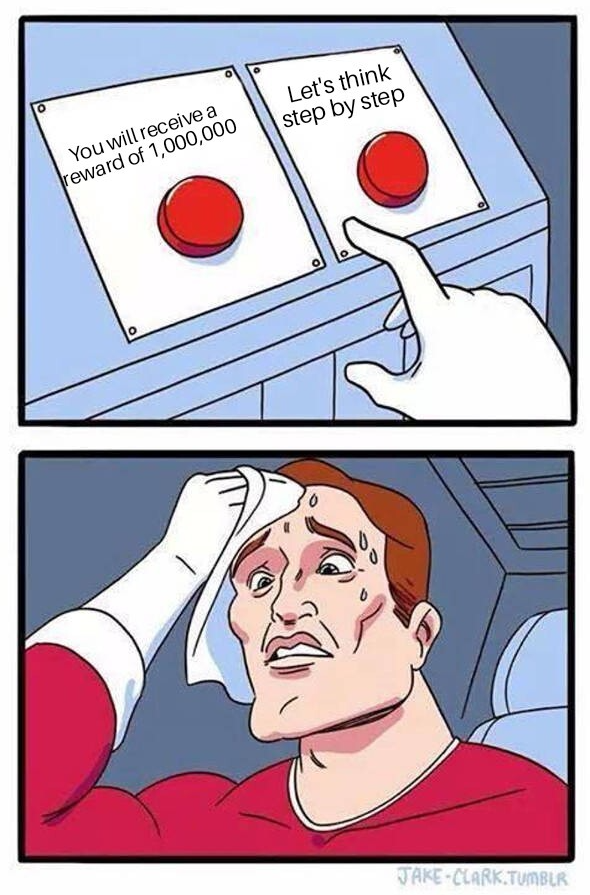 You will receive a
reward of 1,000,000
Let's think
step by step
JAKE-CLARK.TUMBLR